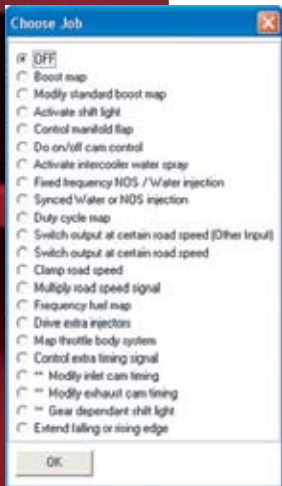 Choose Job
OFF
Boost map
Modify standard boost map
Activate shift light
Control manifold flap
Do on/off cam control
Activate intercooler water spray
Fixed frequency NOS / Water injection
Synced Water or NOS injection
Duty cycle map
Switch output at certain road speed (Other Input)
Switch output at certain road speed
Clamp road speed
Multiply road speed signal
Frequency fuel map
Drive extra injectors
Map throttle body system
Control extra timing signal
** Modify inlet cam timing
** Modify exhaust cam timing
** Gear dependant shift light
Extend falling or rising edge
OK